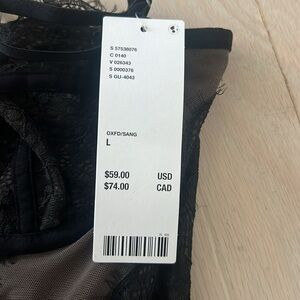 S 57538076
C 0140
V 026343
S 0000376
S GU-4043
OXFD/SANG
L
$59.00 USD
$74.00 CAD